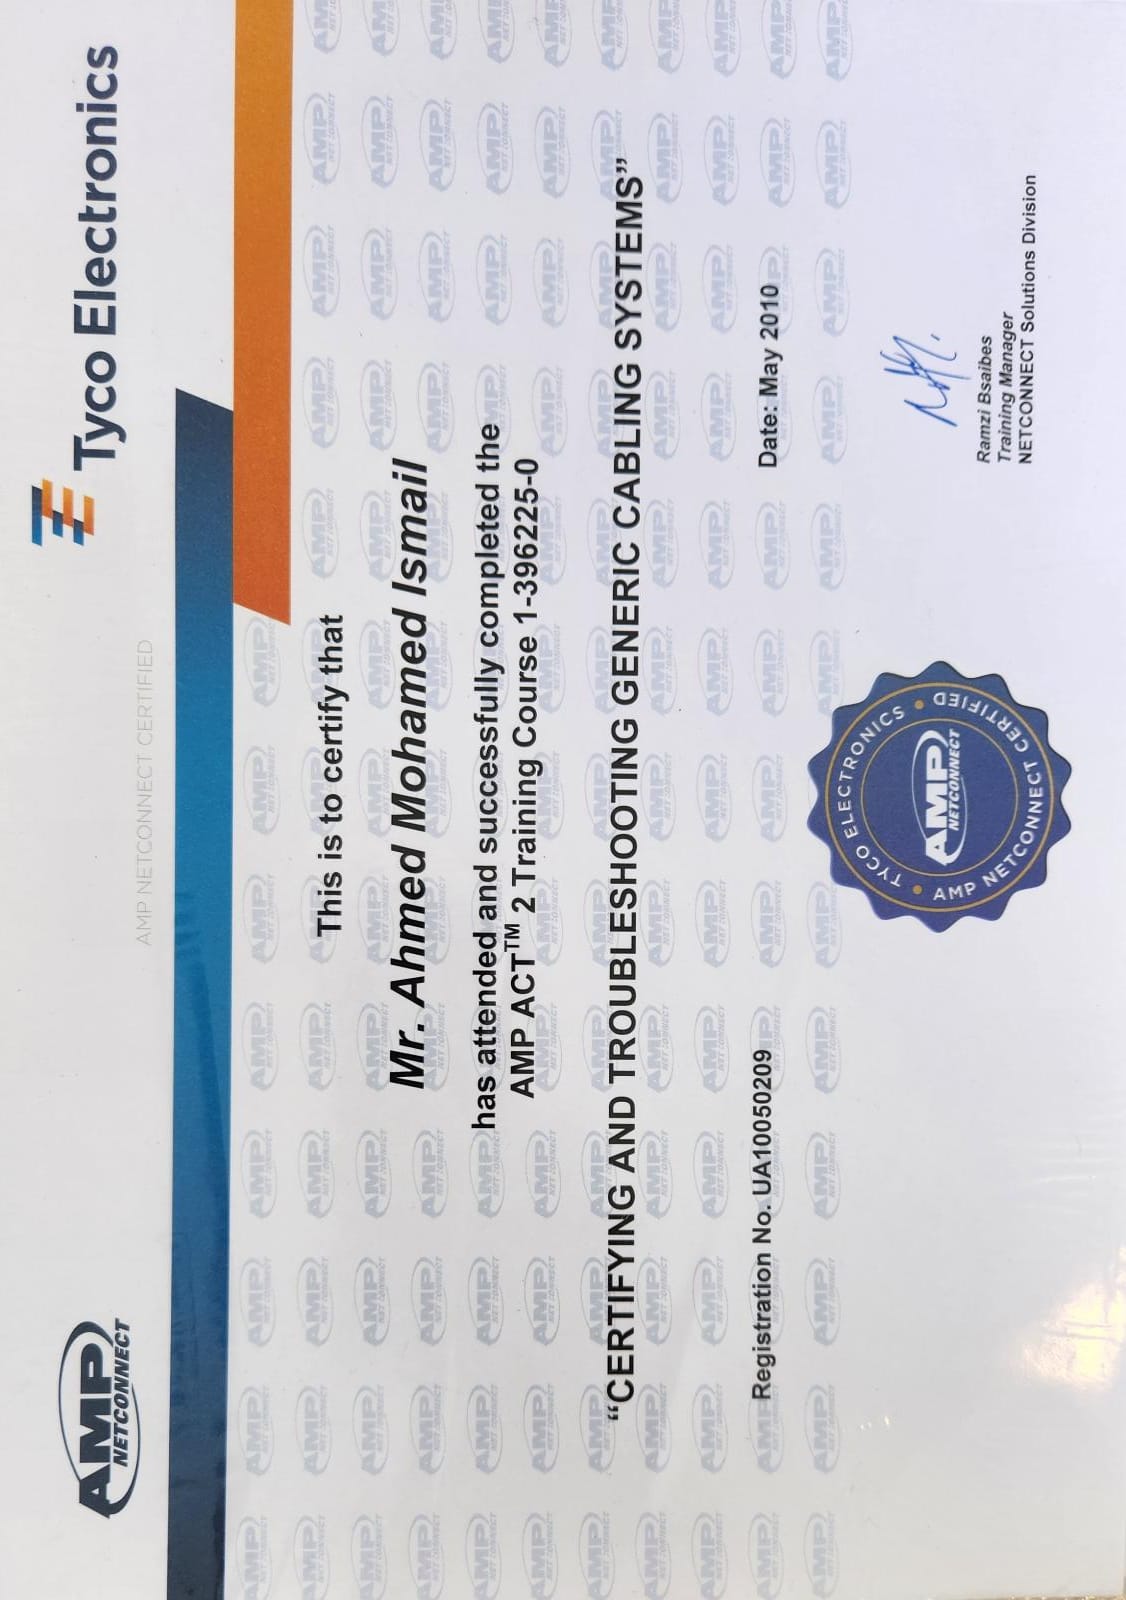 AMP
NETCONNECT
Tyco Electronics
AMP NETCONNECT CERTIFIED
This is to certify that
Mr. Ahmed Mohamed Ismail
has attended and successfully completed the
AMP ACT™ 2 Training Course 1-396225-0
“CERTIFYING AND TROUBLESHOOTING GENERIC CABLING SYSTEMS”
Registration No. UA10050209
Date: May 2010
TYCO ELECTRONICS
AMP
NETCONNECT
AMP NETCONNECT CERTIFIED
Ramzi Bsaibes
Training Manager
NETCONNECT Solutions Division